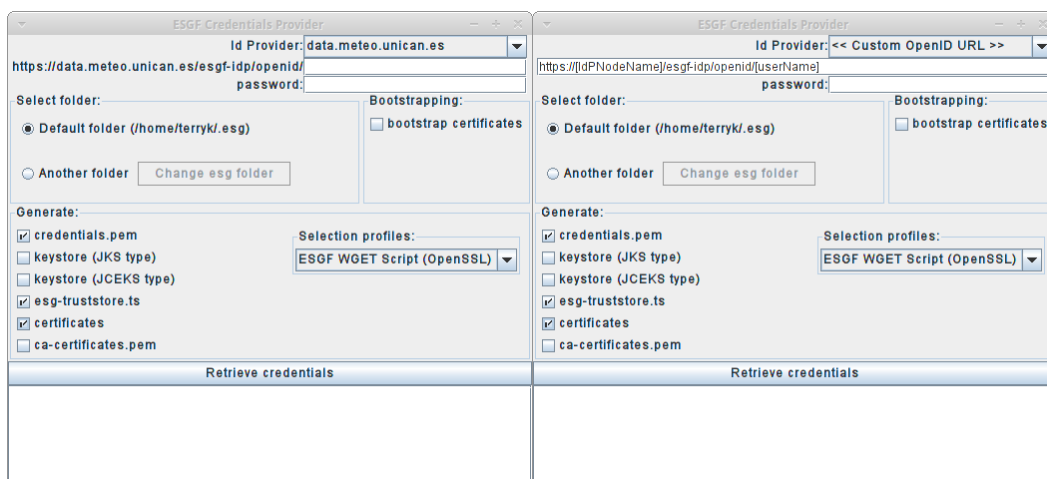 ESGF Credentials Provider
Id Provider: data.meteo.unican.es
https://data.meteo.unican.es/esgf-idp/openid/
password:
Select folder:
Bootstrapping:
Default folder (/home/terryk/.esg)
bootstrap certificates
Another folder
Change esg folder
Generate:
credentials.pem
Selection profiles:
keystore (JKS type)
ESGF WGET Script (OpenSSL)
keystore (JCEKS type)
esg-truststore.ts
certificates
ca-certificates.pem
Retrieve credentials
ESGF Credentials Provider
Id Provider: << Custom OpenID URL >>
https://[IdPNodeName]/esgf-idp/openid/[userName]
password:
Select folder:
Bootstrapping:
Default folder (/home/terryk/.esg)
bootstrap certificates
Another folder
Change esg folder
Generate:
credentials.pem
Selection profiles:
keystore (JKS type)
ESGF WGET Script (OpenSSL)
keystore (JCEKS type)
esg-truststore.ts
certificates
ca-certificates.pem
Retrieve credentials